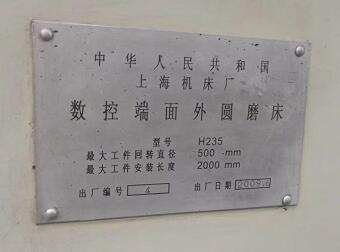 中华人民共和国
上海机床厂
数控端面外圆磨床
型号 H235
最大工件回转直径 500 mm
最大工件安装长度 2000 mm
出厂编号 4 出厂日期 2009.6